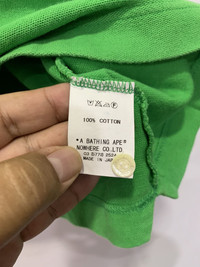 100% COTTON
*A BATHING APE®
NOWHERE CO.LTD.
MADE IN JAPAN